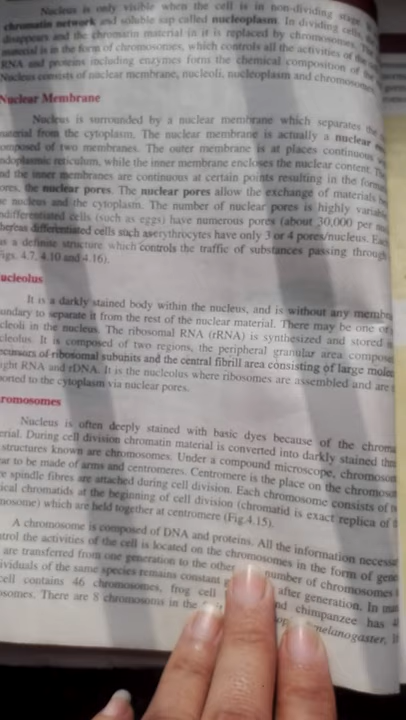 Nucleus is only visible when the cell is in non-dividing stage.
chromatin network and soluble sap called nucleoplasm. In dividing cells,
disappears and the chromatin material in it is replaced by chromosomes. The
material is in the form of chromosomes, which controls all the activities of the
RNA and proteins including enzymes form the chemical composition of the
Nucleus consists of nuclear membrane, nucleoli, nucleoplasm and chromosomes.
Nuclear Membrane
Nucleus is surrounded by a nuclear membrane which separates the
material from the cytoplasm. The nuclear membrane is actually a nuclear
omposed of two membranes. The outer membrane is at places continuous
ndoplasmic reticulum, while the inner membrane encloses the nuclear content. The
nd the inner membranes are continuous at certain points resulting in the form
ores, the nuclear pores. The nuclear pores allow the exchange of materials be
e nucleus and the cytoplasm. The number of nuclear pores is highly variab
ndifferentiated cells (such as eggs) have numerous pores (about 30,000 per
hereas differentiated cells such as erythrocytes have only 3 or 4 pores/nucleus. Eac
as a definite structure which controls the traffic of substances passing through
Figs. 4.7, 4.10 and 4.16).
ucleolus
It is a darkly stained body within the nucleus, and is without any membra
undary to separate it from the rest of the nuclear material. There may be one or
cleoli in the nucleus. The ribosomal RNA (rRNA) is synthesized and stored
cleolus. It is composed of two regions, the peripheral granular area compose
ecursors of ribosomal subunits and the central fibrill area consisting of large molec
ight RNA and rDNA. It is the nucleolus where ribosomes are assembled and are
orted to the cytoplasm via nuclear pores.
romosomes
Nucleus is often deeply stained with basic dyes because of the chroma
erial. During cell division chromatin material is converted into darkly stained thre
structures known are chromosomes. Under a compound microscope, chromosom
ear to be made of arms and centromeres. Centromere is the place on the chromosom
e spindle fibres are attached during cell division. Each chromosome consists of
ical chromatids at the beginning of cell division (chromatid is exact replica of
mosome) which are held together at centromere (Fig.4.15).
A chromosome is composed of DNA and proteins. All the information necessa
ntrol the activities of the cell is located on the chromosomes in the form of gene
are transferred from one generation to the other. number of chromosomes
ividuals of the same species remains constant after generation. In
cell contains 46 chromosomes, frog cell nd chimpanzee has
osomes. There are 8 chromosoms in the melanogaster,